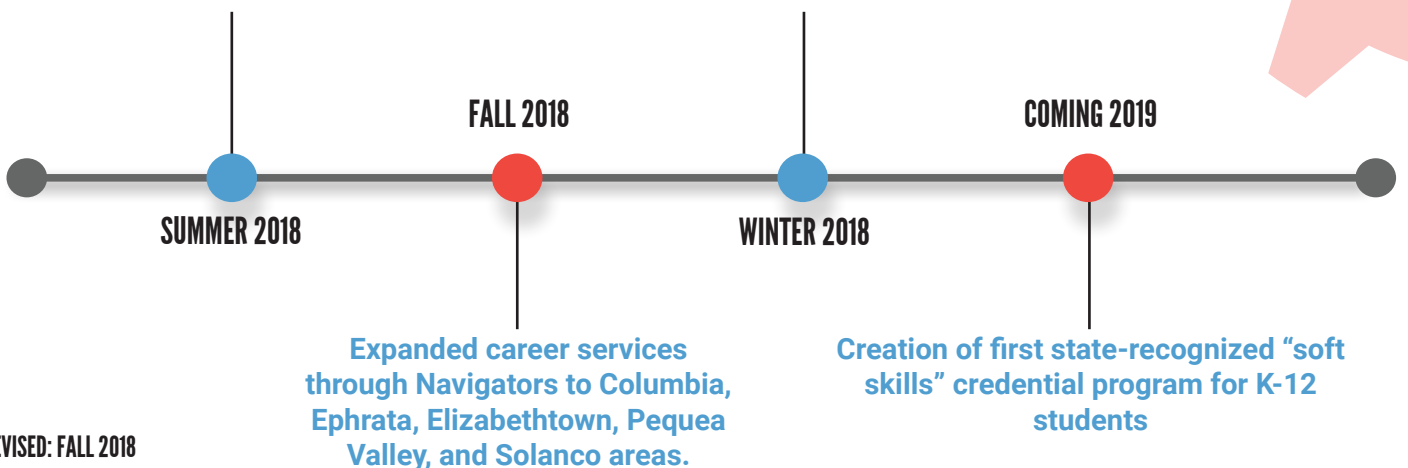 FALL 2018
COMING 2019
SUMMER 2018
WINTER 2018
Expanded career services
through Navigators to Columbia,
Ephrata, Elizabethtown, Pequea
Valley, and Solanco areas.
Creation of first state-recognized “soft
skills” credential program for K-12
students
EVISED: FALL 2018